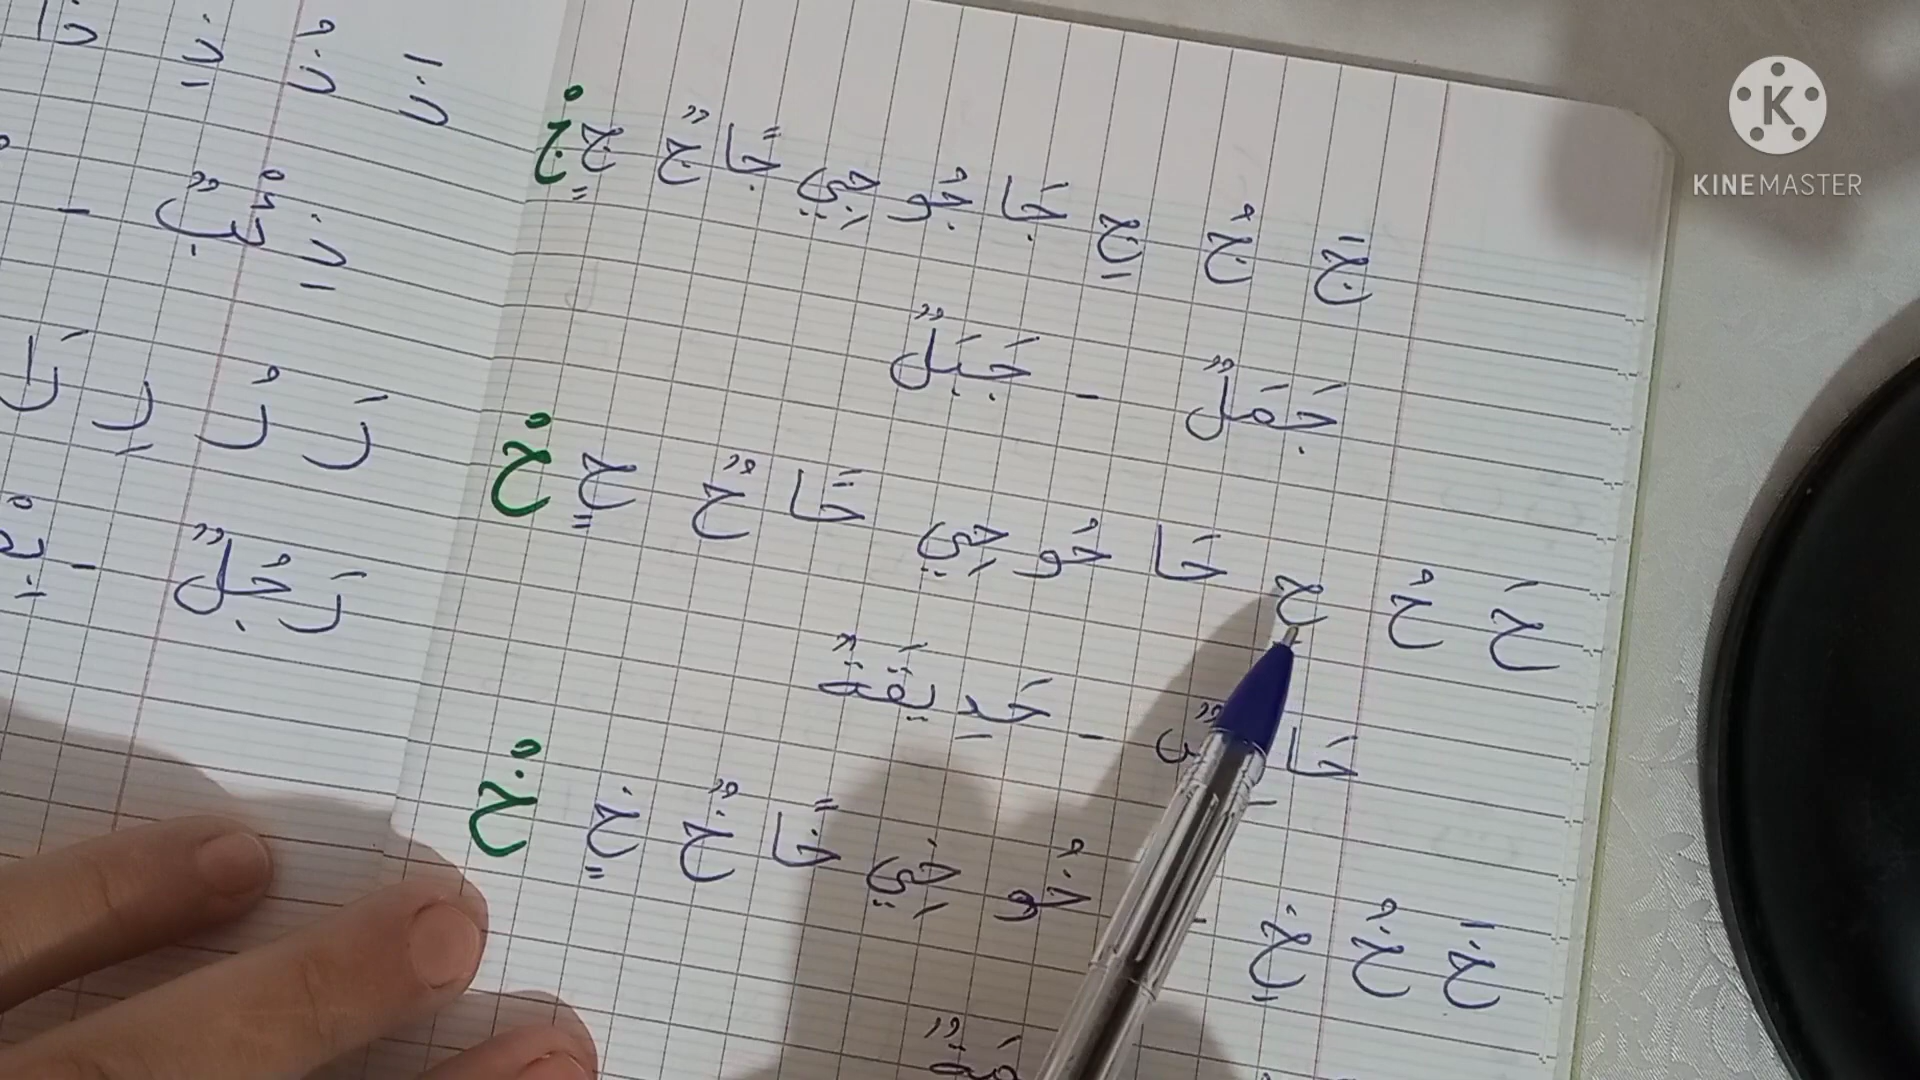 KINEMASTER
جَ جُ جِ جَا جُو جِي جًا جٌ جٍ جْ
جَمَلٌ - جَبَلٌ
حَ حُ حِ حَا حُو حِي حًا حٌ حٍ حْ
حَدِيقَةٌ -
خَ خُ خِ خُو خِي خًا خٌ خٍ خْ
ذَ ذُ ذِ
-
رَ رُ رِ رَا
رَجُلٌ -